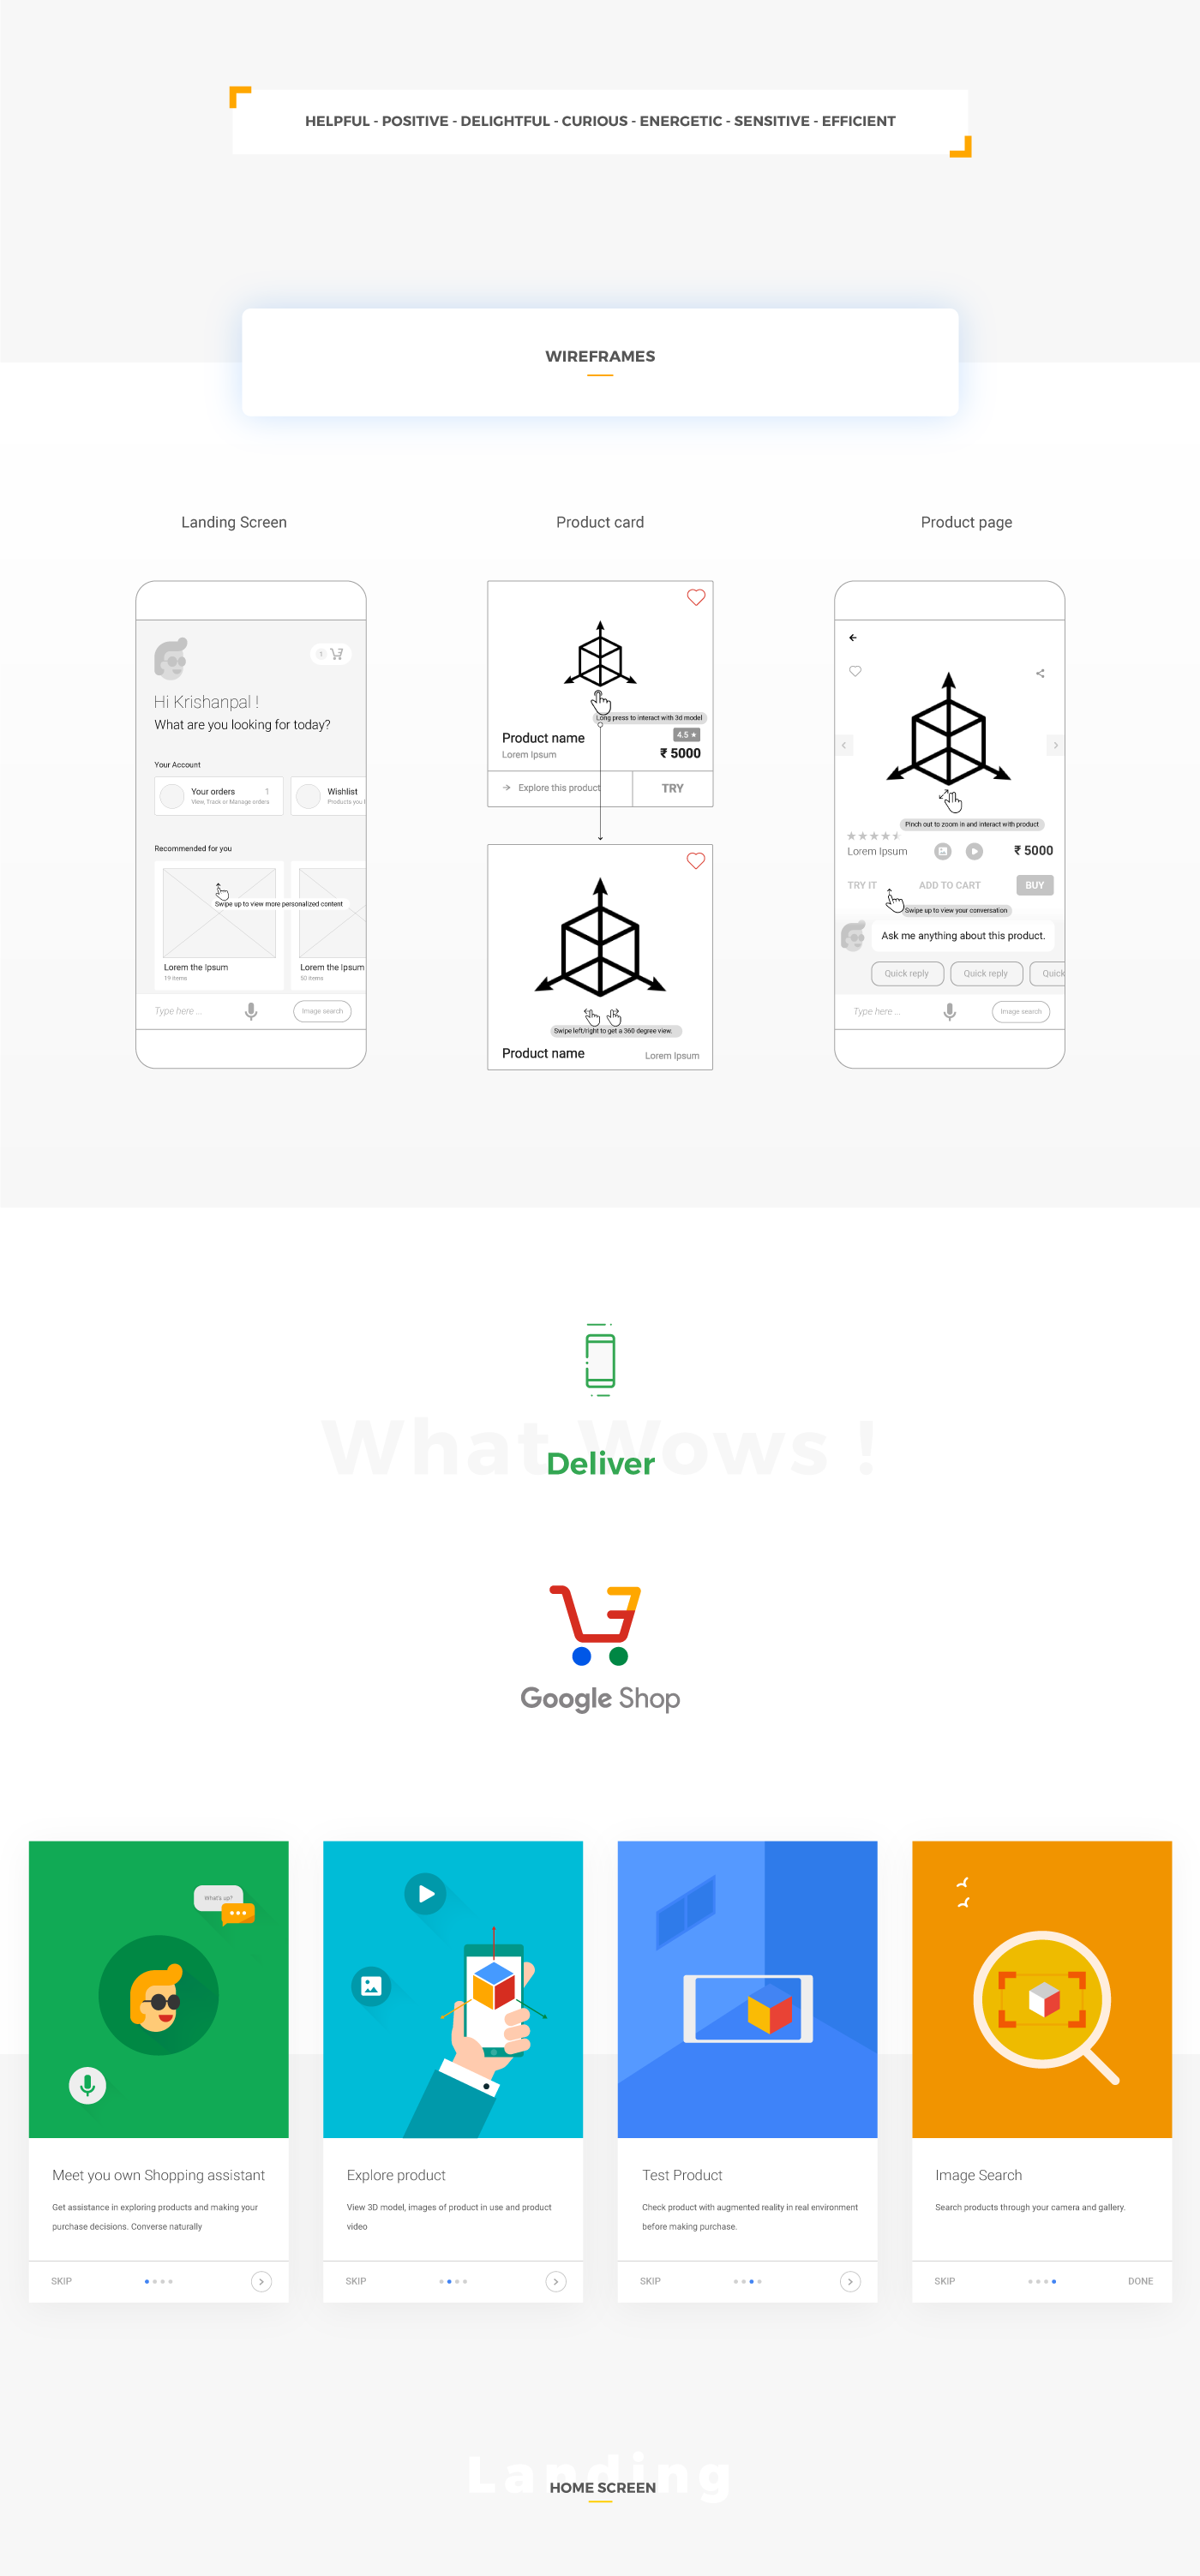 HELPFUL - POSITIVE - DELIGHTFUL - CURIOUS - ENERGETIC - SENSITIVE - EFFICIENT
WIREFRAMES
Landing Screen
Hi Krishanpal !
What are you looking for today?
1
Your Account
Your orders 1
View, Track or Manage orders
Wishlist
Products you
Recommended for you
Swipe up to view more personalized content
Lorem the Ipsum
19 items
Lorem the Ipsum
50 items
Type here ...
Image search
Product card
Long press to interact with 3d model
Product name
4.5 ★
Lorem Ipsum
₹ 5000
Explore this product
TRY
Swipe left/right to get a 360 degree view.
Product name
Lorem Ipsum
Product page
Pinch out to zoom in and interact with product
Lorem Ipsum
₹ 5000
TRY IT
ADD TO CART
BUY
Swipe up to view your conversation
Ask me anything about this product.
Quick reply
Quick reply
Quick
Type here ...
Image search
What Wows !
Deliver
Google Shop
What's up?
Meet you own Shopping assistant
Get assistance in exploring products and making your
purchase decisions. Converse naturally
SKIP
Explore product
View 3D model, images of product in use and product
video
SKIP
Test Product
Check product with augmented reality in real environment
before making purchase.
SKIP
Image Search
Search products through your camera and gallery.
SKIP
DONE
Landing
HOME SCREEN